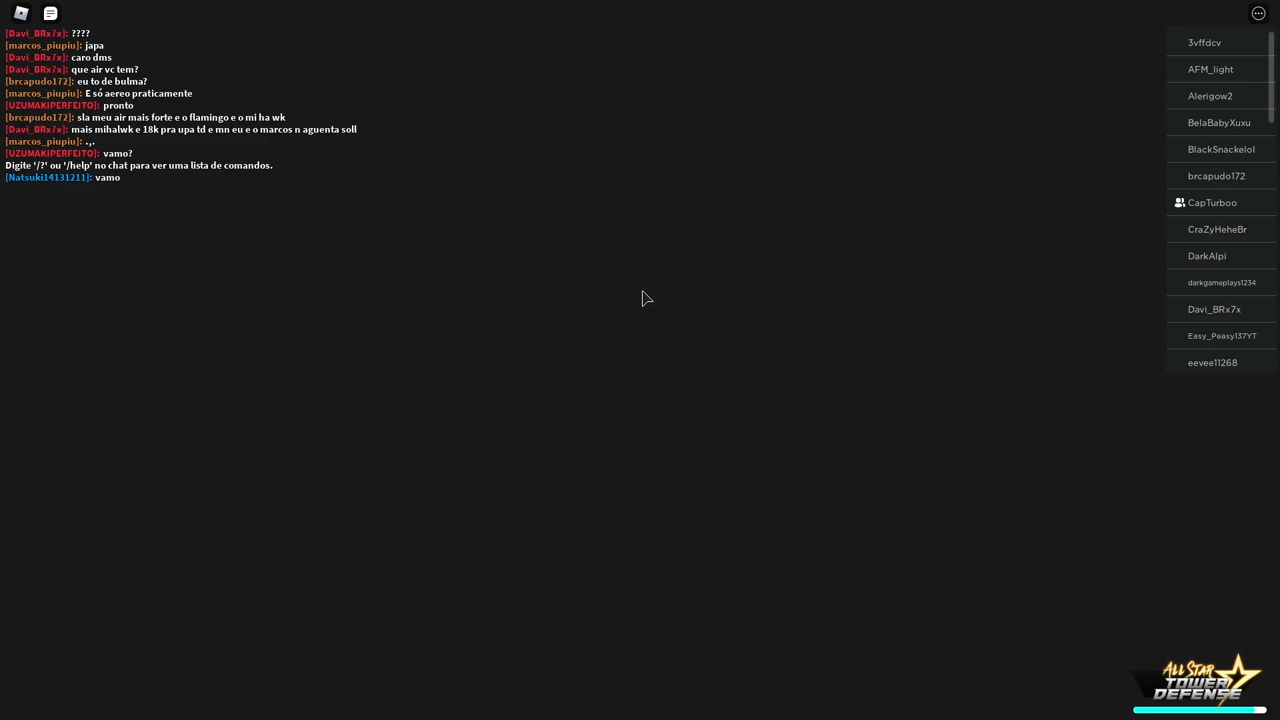 [Davi_BRx7x]: ????
[marcos_piupiu]: japa
[Davi_BRx7x]: caro dms
[Davi_BRx7x]: que air vc tem?
[brcapudo172]: eu to de bulma?
[marcos_piupiu]: E só aereo praticamente
[UZUMAKIPERFEITO]: pronto
[brcapudo172]: sla meu air mais forte e o flamingo e o mi ha wk
[Davi_BRx7x]: mais mihalwk e 18k pra upa td e mn eu e o marcos n aguenta soll
[marcos_piupiu]: .,.
[UZUMAKIPERFEITO]: vamo?
Digite '/?' ou '/help' no chat para ver uma lista de comandos.
[Natsuki14131211]: vamo
3vffdcv
AFM_light
Alerigow2
BelaBabyXuxu
BlackSnackelol
brcapudo172
CapTurboo
CraZyHeheBr
DarkAlpi
darkgameplays1234
Davi_BRx7x
Easy_Peasy137YT
eevee11268
ALL STAR
TOWER
DEFENSE